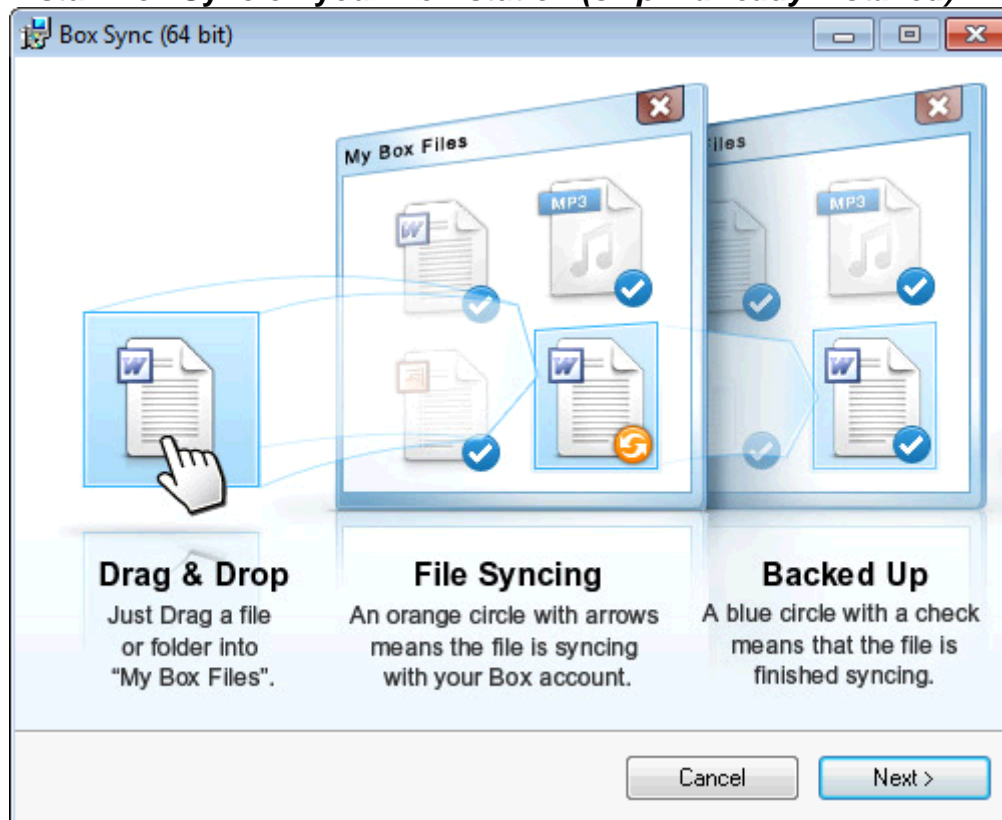 Box Sync (64 bit)
My Box Files
Files
MP3
MP3
W
W
W
W
Drag & Drop
Just Drag a file
or folder into
“My Box Files”.
File Syncing
An orange circle with arrows
means the file is syncing
with your Box account.
Backed Up
A blue circle with a check
means that the file is
finished syncing.
Cancel
Next >